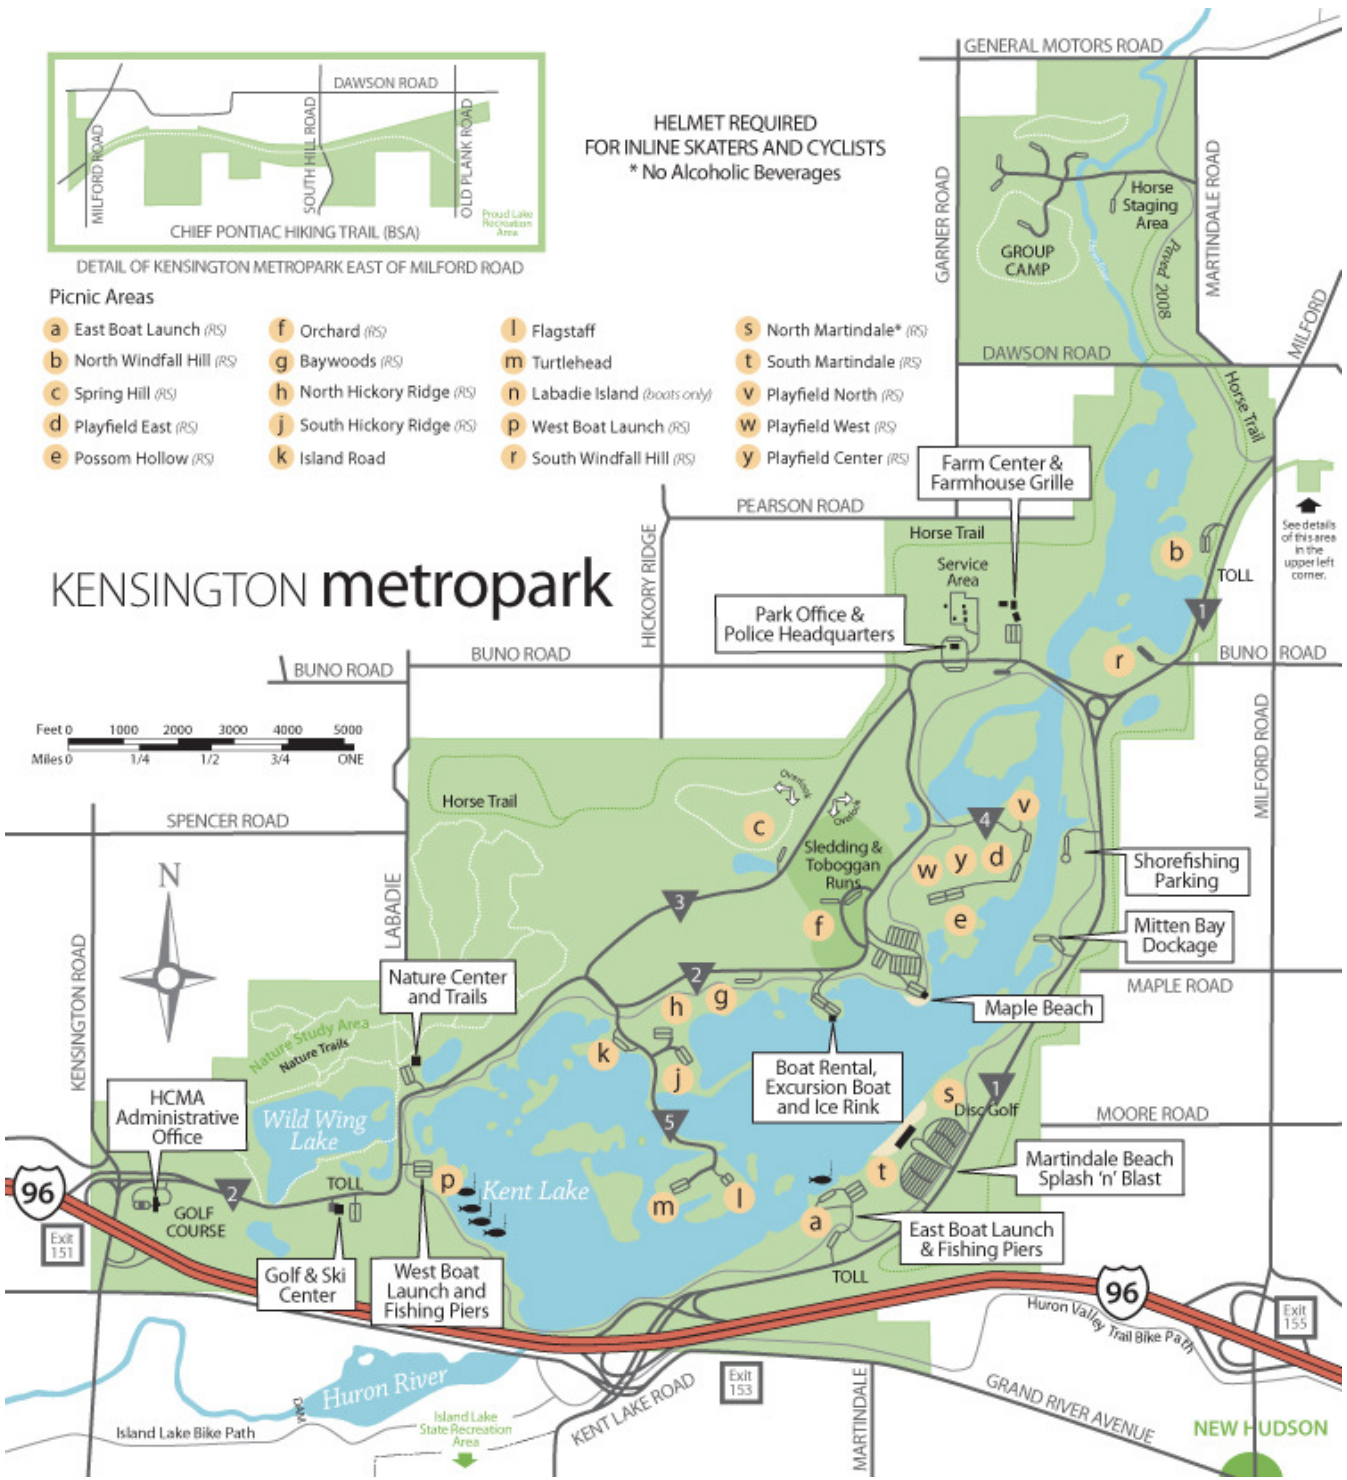 GENERAL MOTORS ROAD
DAWSON ROAD
MILFORD ROAD
SOUTH HILL ROAD
OLD PLANK ROAD
Proud Lake
Recreation
Area
CHIEF PONTIAC HIKING TRAIL (BSA)
DETAIL OF KENSINGTON METROPARK EAST OF MILFORD ROAD
HELMET REQUIRED
FOR INLINE SKATERS AND CYCLISTS
* No Alcoholic Beverages
Picnic Areas
a East Boat Launch (RS)
b North Windfall Hill (RS)
c Spring Hill (RS)
d Playfield East (RS)
e Possom Hollow (RS)
f Orchard (RS)
g Baywoods (RS)
h North Hickory Ridge (RS)
j South Hickory Ridge (RS)
k Island Road
l Flagstaff
m Turtlehead
n Labadie Island (boats only)
p West Boat Launch (RS)
r South Windfall Hill (RS)
s North Martindale* (RS)
t South Martindale (RS)
v Playfield North (RS)
w Playfield West (RS)
y Playfield Center (RS)
GARNER ROAD
MARTINDALE ROAD
Horse
Staging
Area
GROUP
CAMP
Paved 2008
MILFORD
DAWSON ROAD
Horse Trail
Farm Center &
Farmhouse Grille
PEARSON ROAD
HICKORY RIDGE
Horse Trail
Service
Area
See details
of this area
in the
upper left
corner.
b
TOLL
1
KENSINGTON metropark
Park Office &
Police Headquarters
BUNO ROAD
BUNO ROAD
r
BUNO ROAD
Feet 0 1000 2000 3000 4000 5000
Miles 0 1/4 1/2 3/4 ONE
MILFORD ROAD
Horse Trail
Overlook
Overlook
SPENCER ROAD
c
Sledding &
Toboggan
Runs
4
v
w
y
d
Shorefishing
Parking
N
LABADIE
3
f
e
Mitten Bay
Dockage
KENSINGTON ROAD
Nature Center
and Trails
2
h
g
MAPLE ROAD
Maple Beach
Nature Study Area
Nature Trails
k
j
Boat Rental,
Excursion Boat
and Ice Rink
s
1
Disc Golf
HCMA
Administrative
Office
Wild Wing
Lake
5
MOORE ROAD
Martindale Beach
Splash 'n' Blast
96
2
TOLL
p
Kent Lake
m
l
t
a
GOLF
COURSE
Exit
151
East Boat Launch
& Fishing Piers
Golf & Ski
Center
West Boat
Launch and
Fishing Piers
TOLL
96
Huron Valley Trail Bike Path
Exit
155
Huron River
DAM
Exit
153
Island Lake Bike Path
Island Lake
State Recreation
Area
KENT LAKE ROAD
MARTINDALE
GRAND RIVER AVENUE
NEW HUDSON